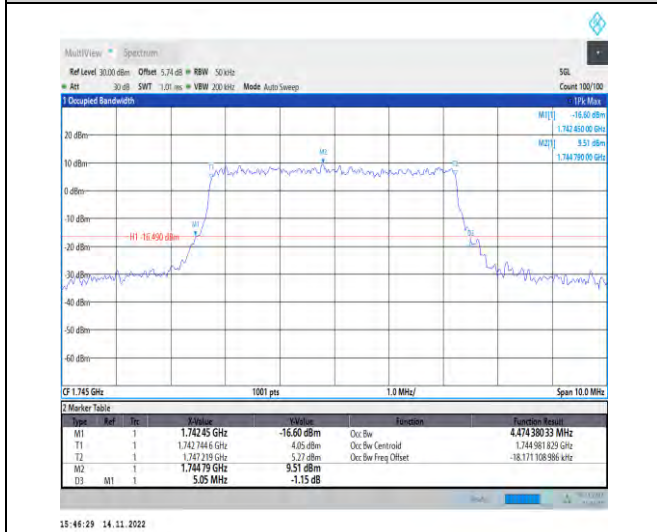 MultiView Spectrum
Ref Level 30.00 dBm Offset 5.74 dB RBW 50 kHz SGL
Att 30 dB SWT 1.01 ms VBW 200 kHz Mode Auto Sweep Count 100/100
1 Occupied Bandwidth 1Pk Max
M1[1] -16.60 dBm
1.742 450 00 GHz
M2[1] 9.51 dBm
1.744 790 00 GHz
20 dBm
M2
T1 T2
10 dBm
0 dBm
-10 dBm
M1
H1 -16.490 dBm
-30 dBm
-40 dBm
-50 dBm
-60 dBm
CF 1.745 GHz 1001 pts 1.0 MHz/ Span 10.0 MHz
2 Marker Table
Type Ref Trc X-Value Y-Value Function Function Result
M1 1 1.74245 GHz -16.60 dBm Occ Bw 4.474 380 33 MHz
T1 1 1.742 744 6 GHz 4.05 dBm Occ Bw Centroid 1.744 981 829 GHz
T2 1 1.747 219 GHz 5.27 dBm Occ Bw Freq Offset -18.171 108 986 kHz
M2 1 1.74479 GHz 9.51 dBm
D3 M1 1 5.05 MHz -1.15 dB
15:46:29 14.11.2022